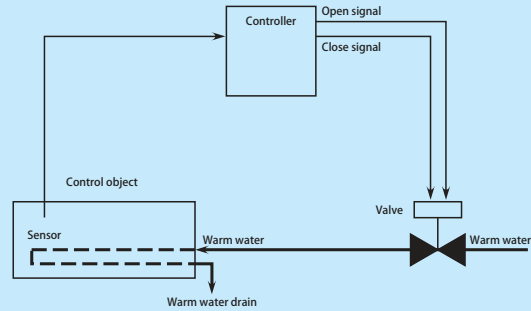 Controller
Open signal
Close signal
Control object
Valve
Sensor
Warm water
Warm water
Warm water drain